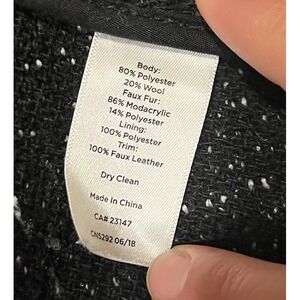 Body:
80% Polyester
20% Wool
Faux Fur:
86% Modacrylic
14% Polyester
Lining:
100% Polyester
Trim:
100% Faux Leather
Dry Clean
Made In China
CA# 23147
CNS292 06/18